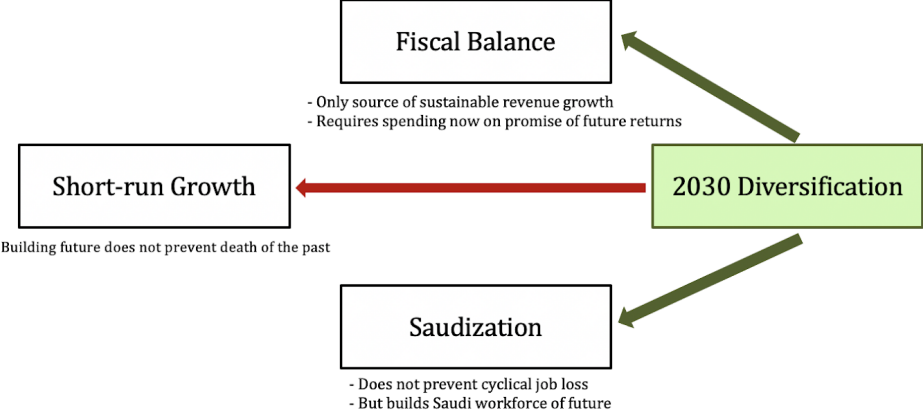 Fiscal Balance
- Only source of sustainable revenue growth
- Requires spending now on promise of future returns
Short-run Growth
2030 Diversification
Building future does not prevent death of the past
Saudization
- Does not prevent cyclical job loss
- But builds Saudi workforce of future